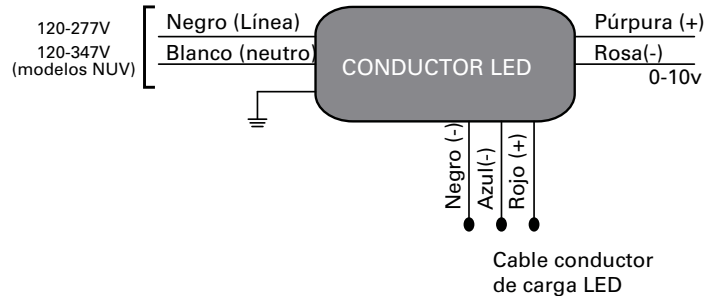 120-277V
120-347V
(modelos NUV)
Negro (Línea)
Blanco (neutro)
CONDUCTOR LED
Púrpura (+)
Rosa(-)
0-10v
Negro (-)
Azul(-)
Rojo (+)
Cable conductor
de carga LED